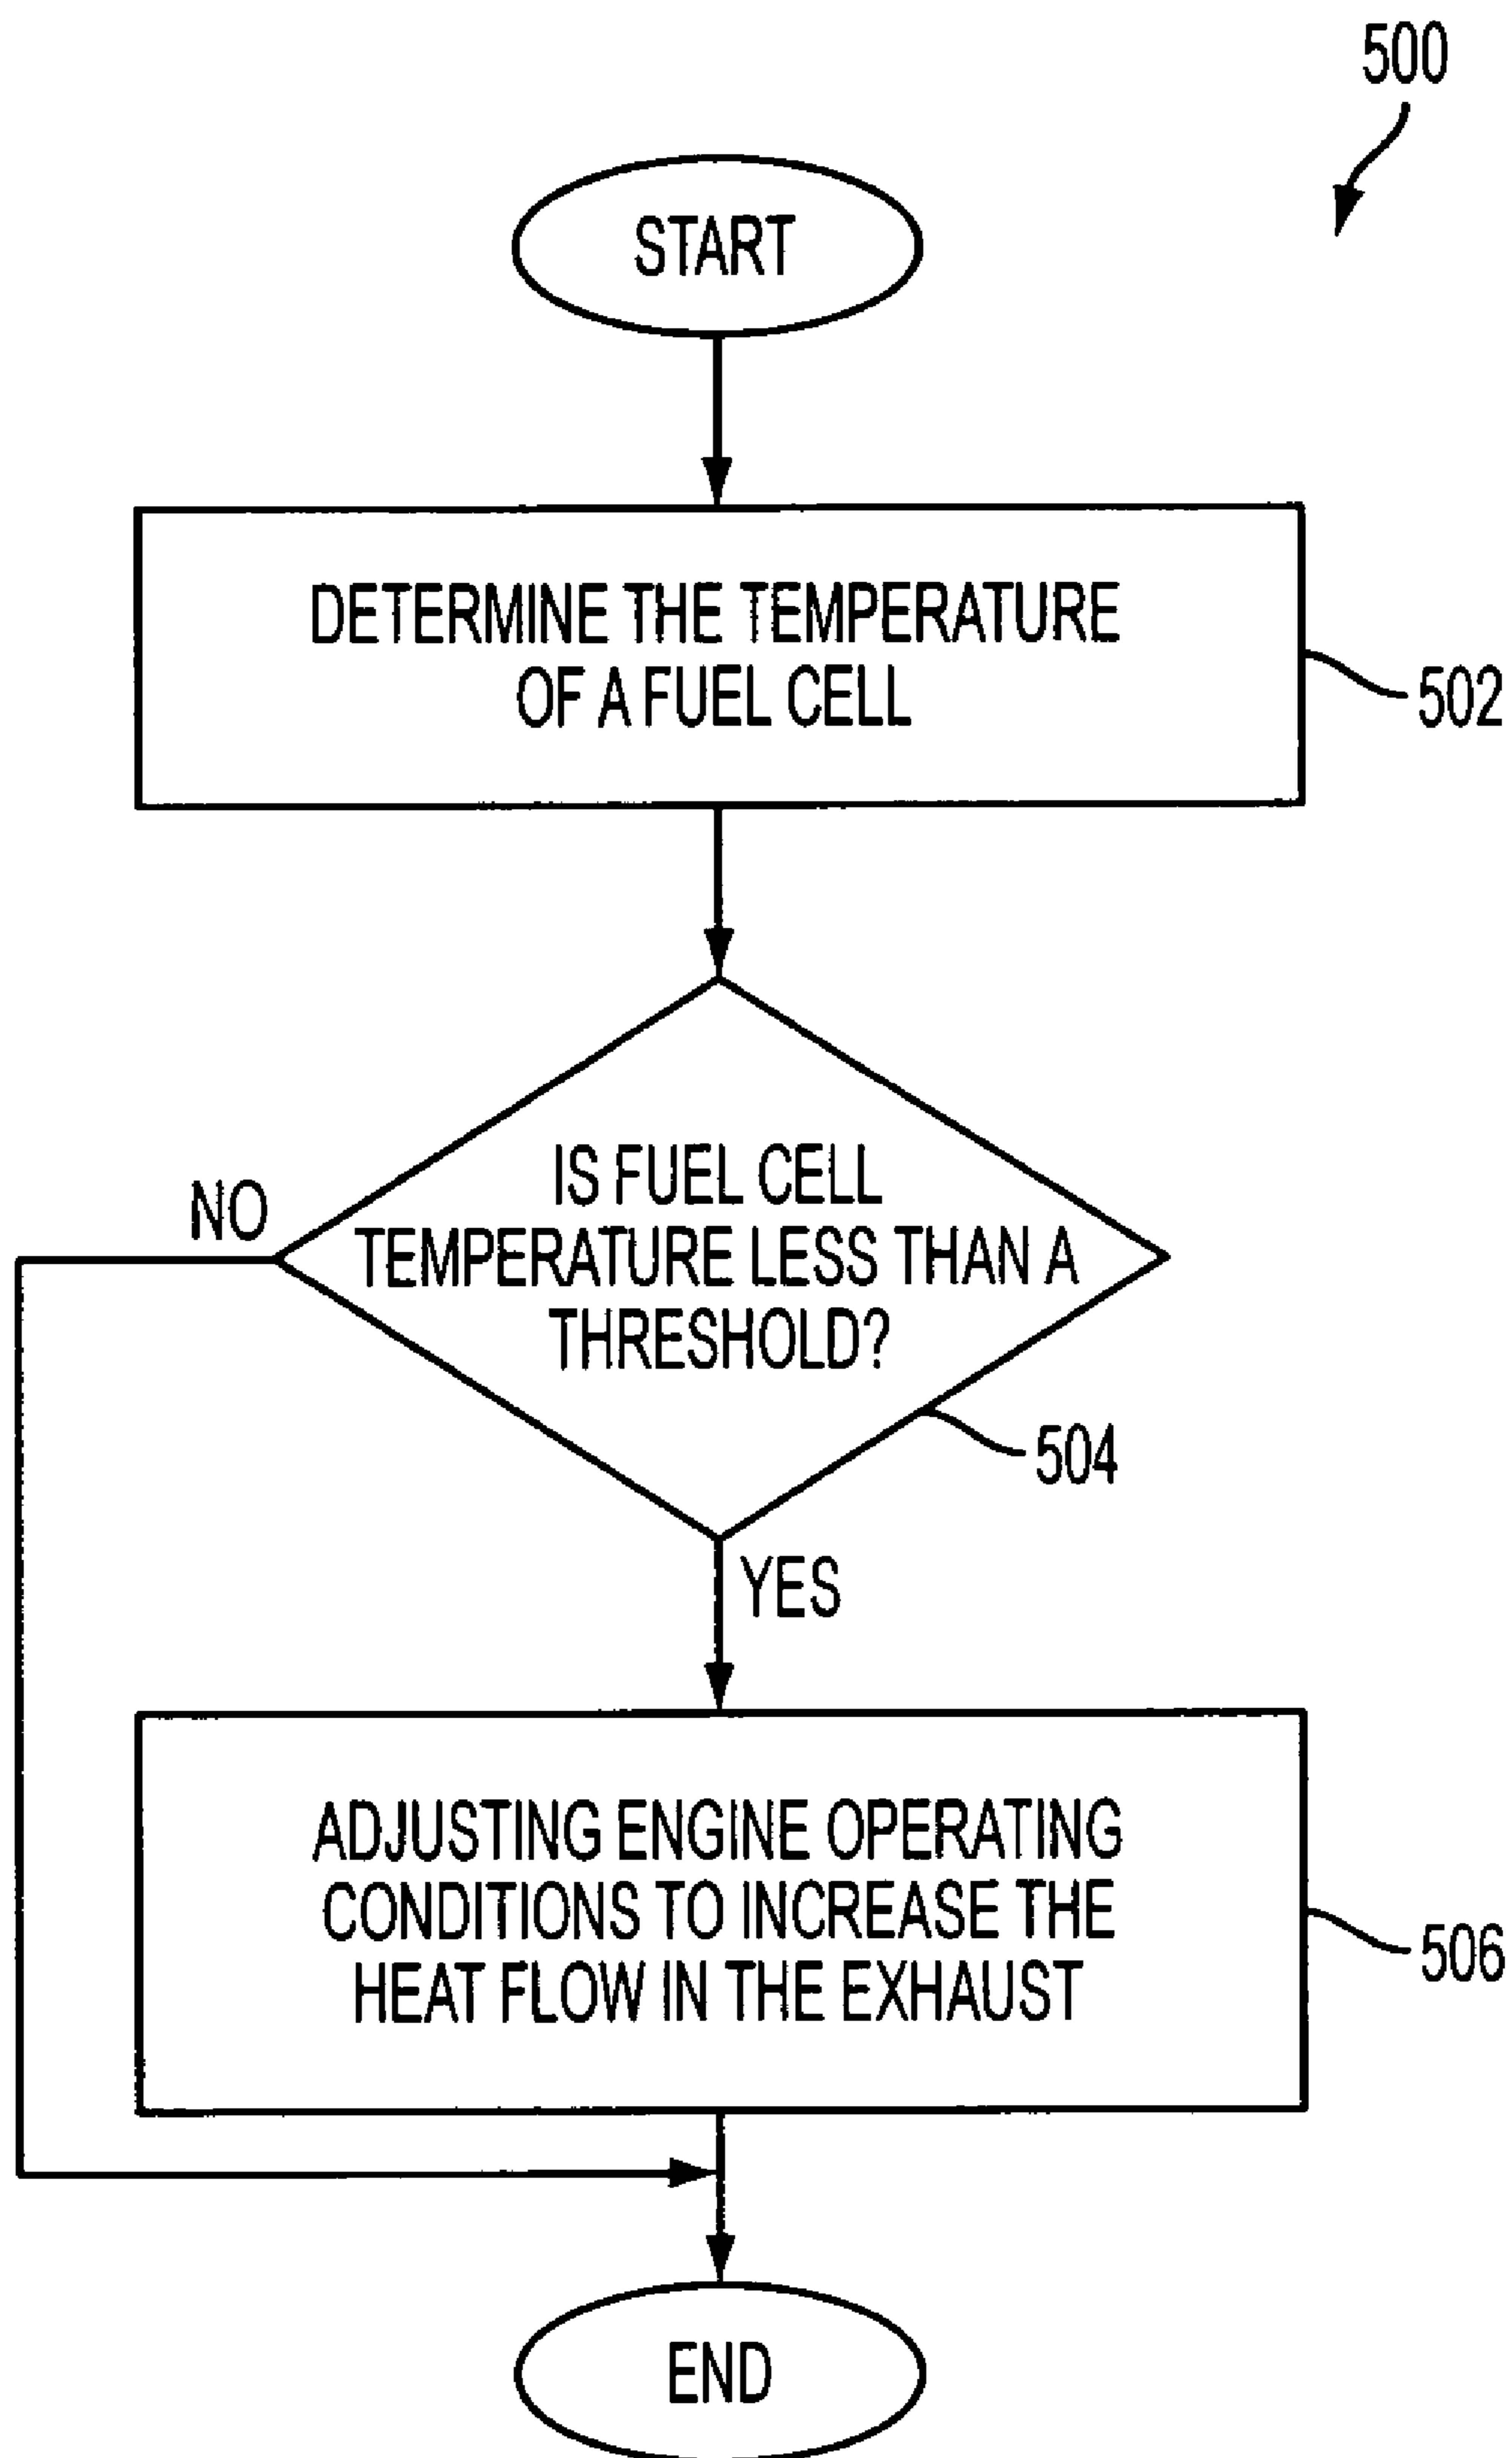 500
START
DETERMINE THE TEMPERATURE
OF A FUEL CELL
502
IS FUEL CELL
TEMPERATURE LESS THAN A
THRESHOLD?
NO
504
YES
ADJUSTING ENGINE OPERATING
CONDITIONS TO INCREASE THE
HEAT FLOW IN THE EXHAUST
506
END